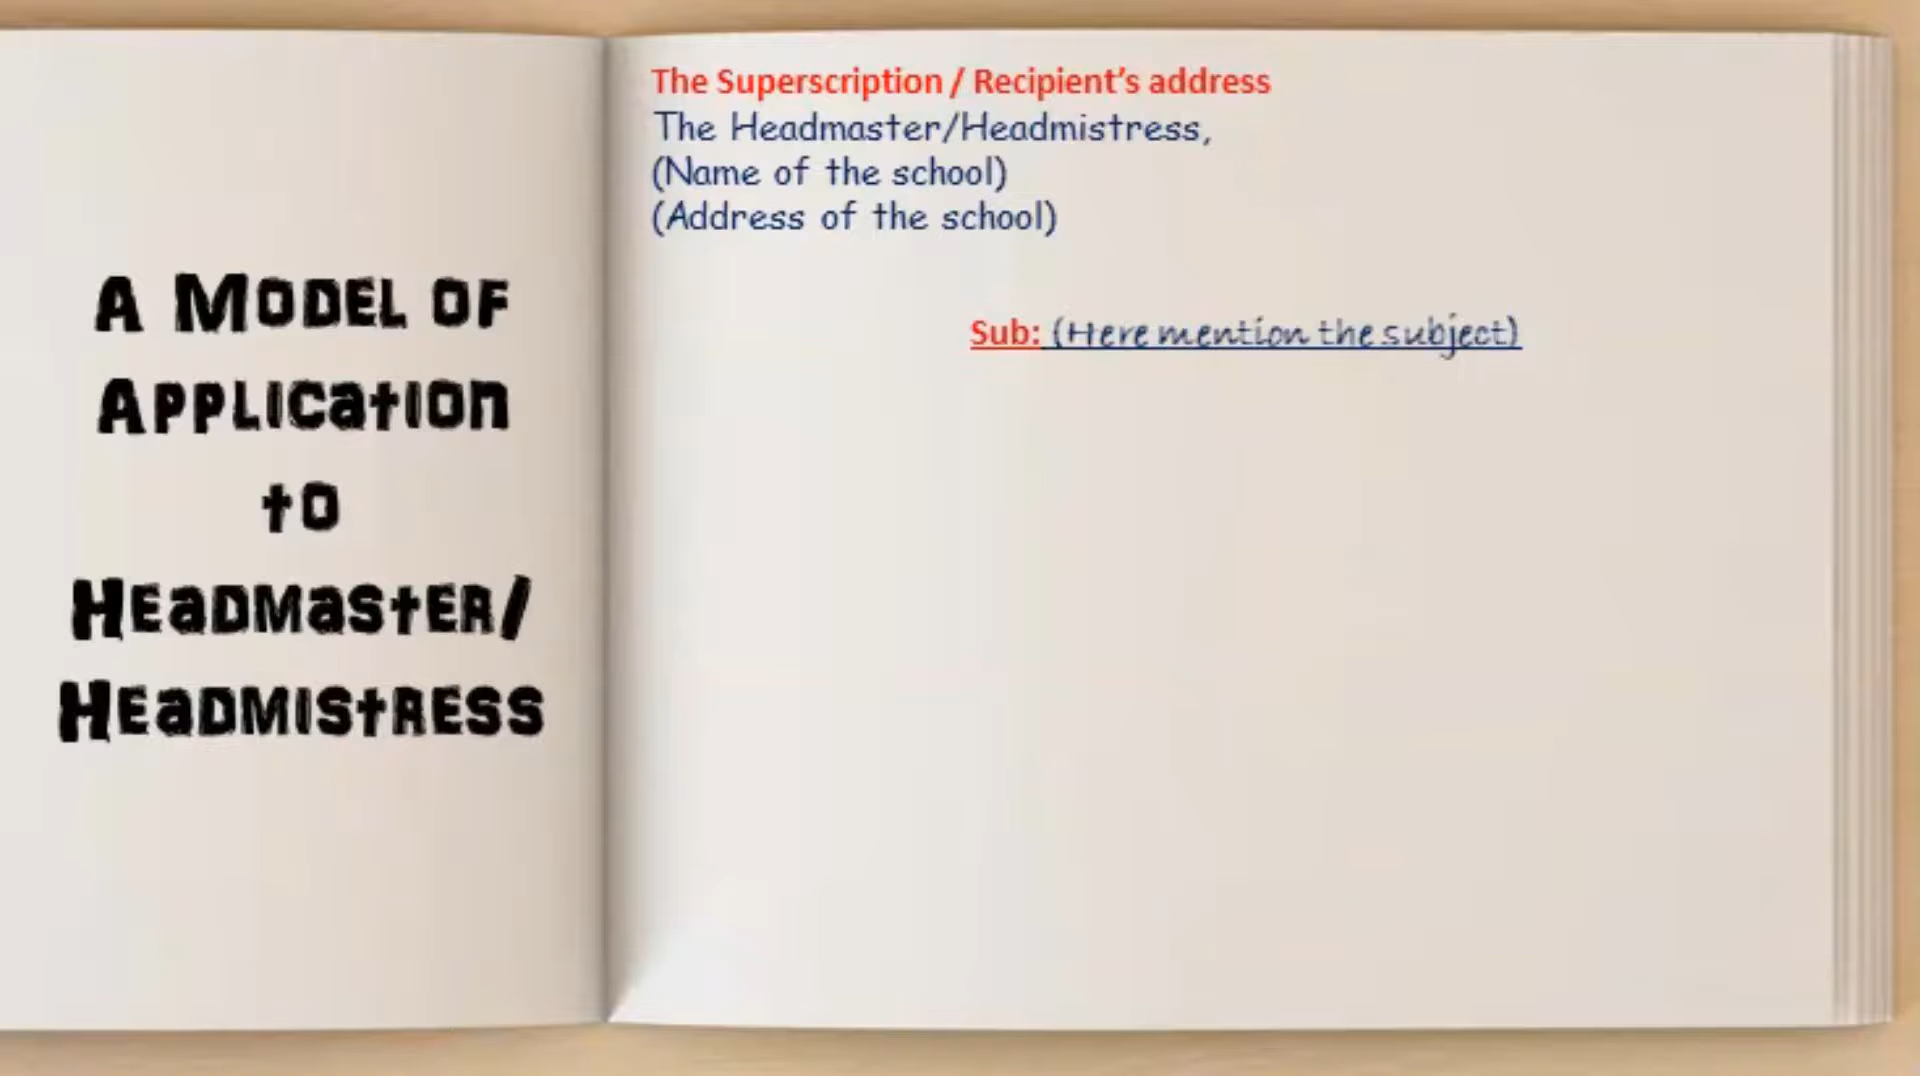 A Model of
Application
to
Headmaster/
Headmistress
The Superscription / Recipient's address
The Headmaster/Headmistress,
(Name of the school)
(Address of the school)
Sub: (Here mention the subject)